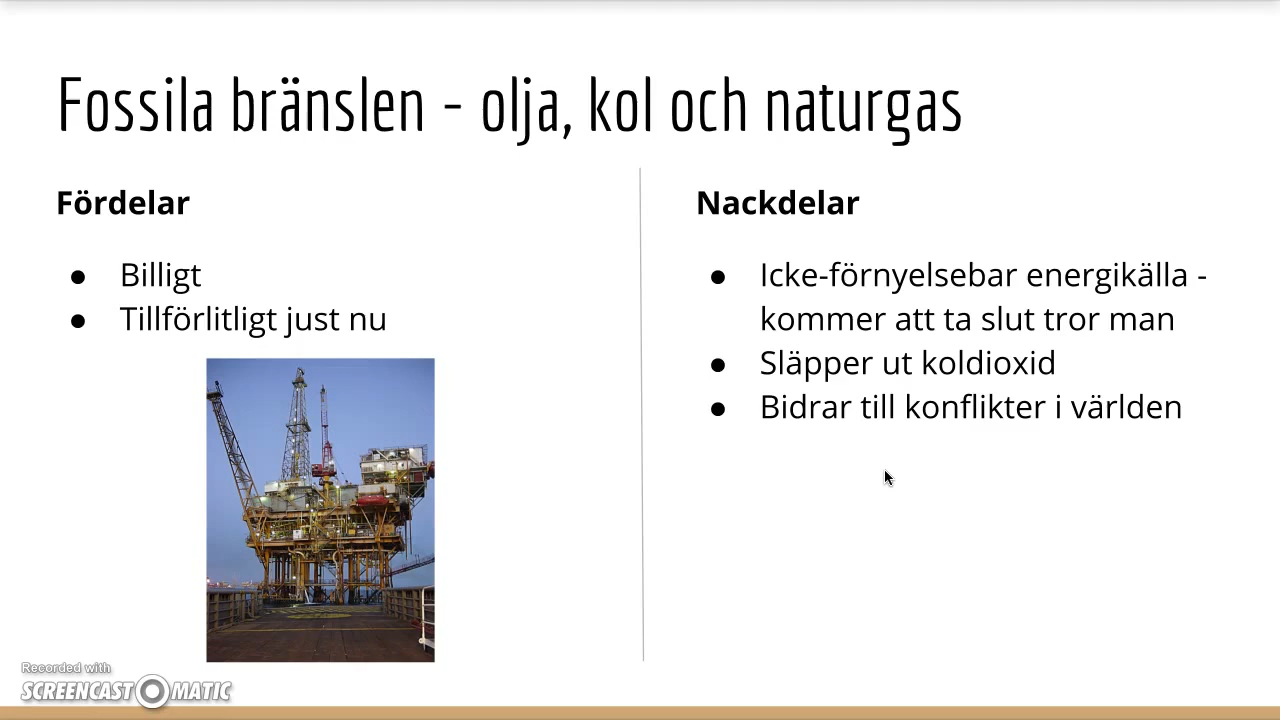 Fossila bränslen - olja, kol och naturgas
Fördelar
● Billigt
● Tillförlitligt just nu
Nackdelar
● Icke-förnyelsebar energikälla -
kommer att ta slut tror man
● Släpper ut koldioxid
● Bidrar till konflikter i världen
Recorded with
SCREENCAST MATIC